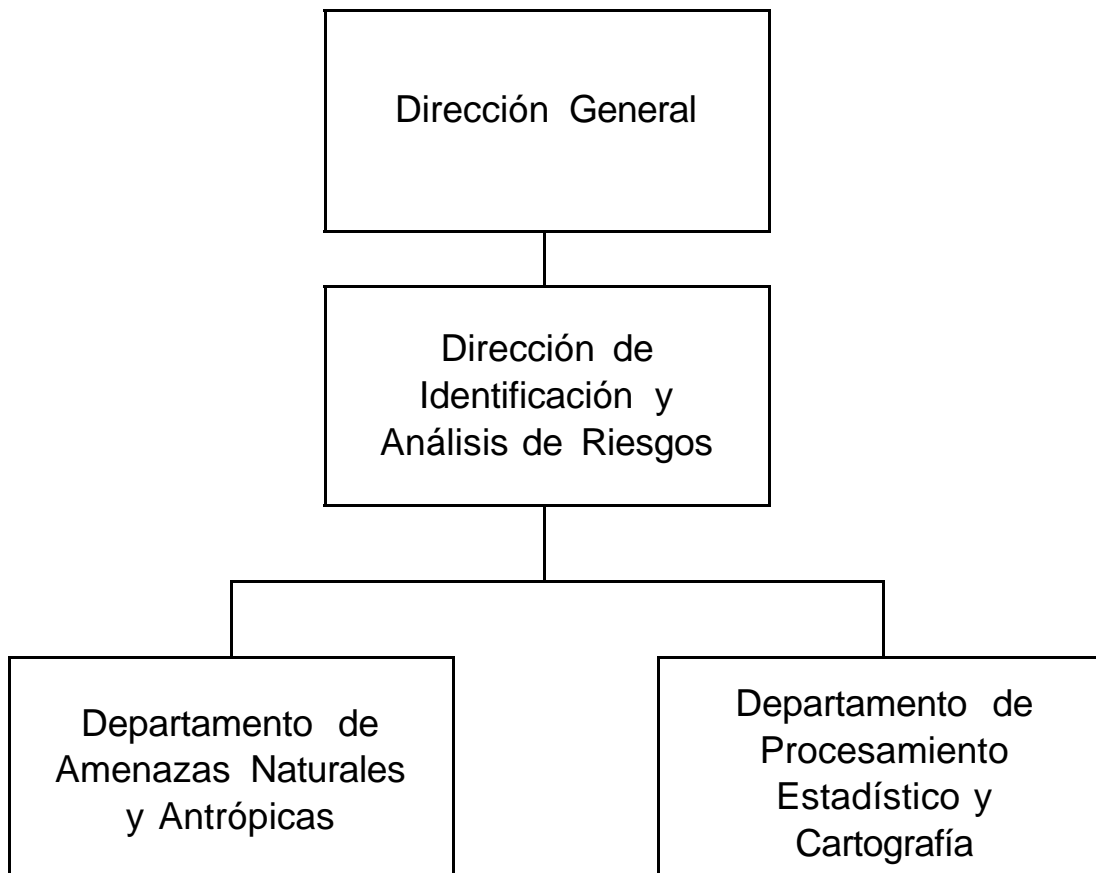 Dirección General
Dirección de
Identificación y
Análisis de Riesgos
Departamento de
Amenazas Naturales
y Antrópicas
Departamento de
Procesamiento
Estadístico y
Cartografía